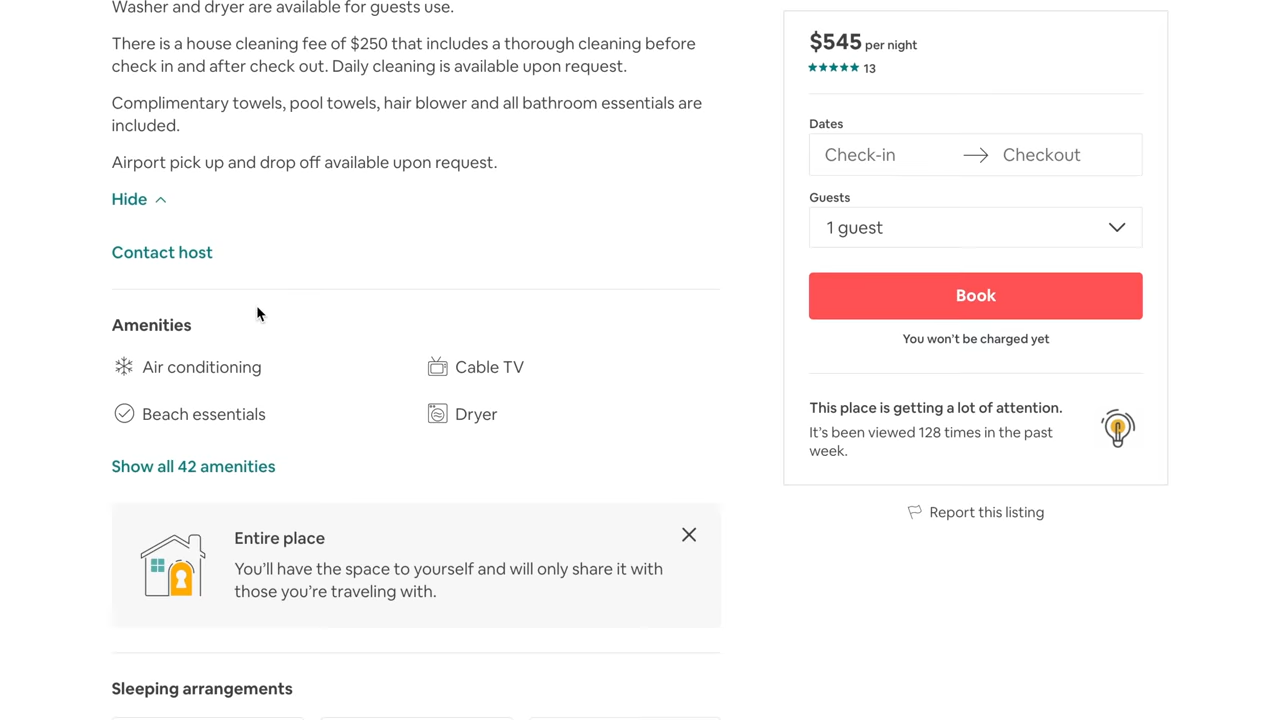 Washer and dryer are available for guests use.
There is a house cleaning fee of $250 that includes a thorough cleaning before
check in and after check out. Daily cleaning is available upon request.
Complimentary towels, pool towels, hair blower and all bathroom essentials are
included.
Airport pick up and drop off available upon request.
Hide
Contact host
Amenities
Air conditioning
Cable TV
Beach essentials
Dryer
Show all 42 amenities
Entire place
You’ll have the space to yourself and will only share it with
those you’re traveling with.
Sleeping arrangements
$545 per night
13
Dates
Check-in
Checkout
Guests
1 guest
Book
You won’t be charged yet
This place is getting a lot of attention.
It’s been viewed 128 times in the past
week.
Report this listing